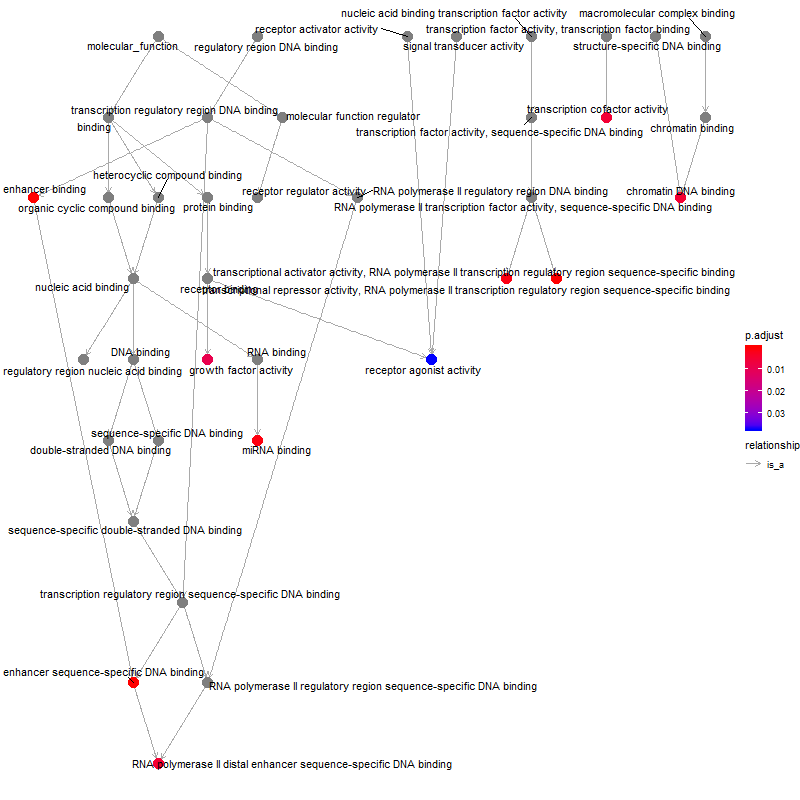 nucleic acid binding transcription factor activity
macromolecular complex binding
receptor activator activity
transcription factor activity, transcription factor binding
molecular_function
regulatory region DNA binding
signal transducer activity
structure-specific DNA binding
transcription regulatory region DNA binding
molecular function regulator
transcription cofactor activity
binding
transcription factor activity, sequence-specific DNA binding
chromatin binding
heterocyclic compound binding
enhancer binding
receptor regulator activity
RNA polymerase II regulatory region DNA binding
chromatin DNA binding
organic cyclic compound binding
protein binding
RNA polymerase II transcription factor activity, sequence-specific DNA binding
transcriptional activator activity, RNA polymerase II transcription regulatory region sequence-specific binding
nucleic acid binding
receptor binding
transcriptional repressor activity, RNA polymerase II transcription regulatory region sequence-specific binding
p.adjust
0.01
0.02
0.03
DNA binding
RNA binding
regulatory region nucleic acid binding
growth factor activity
receptor agonist activity
sequence-specific DNA binding
double-stranded DNA binding
miRNA binding
relationship
is_a
sequence-specific double-stranded DNA binding
transcription regulatory region sequence-specific DNA binding
enhancer sequence-specific DNA binding
RNA polymerase II regulatory region sequence-specific DNA binding
RNA polymerase II distal enhancer sequence-specific DNA binding